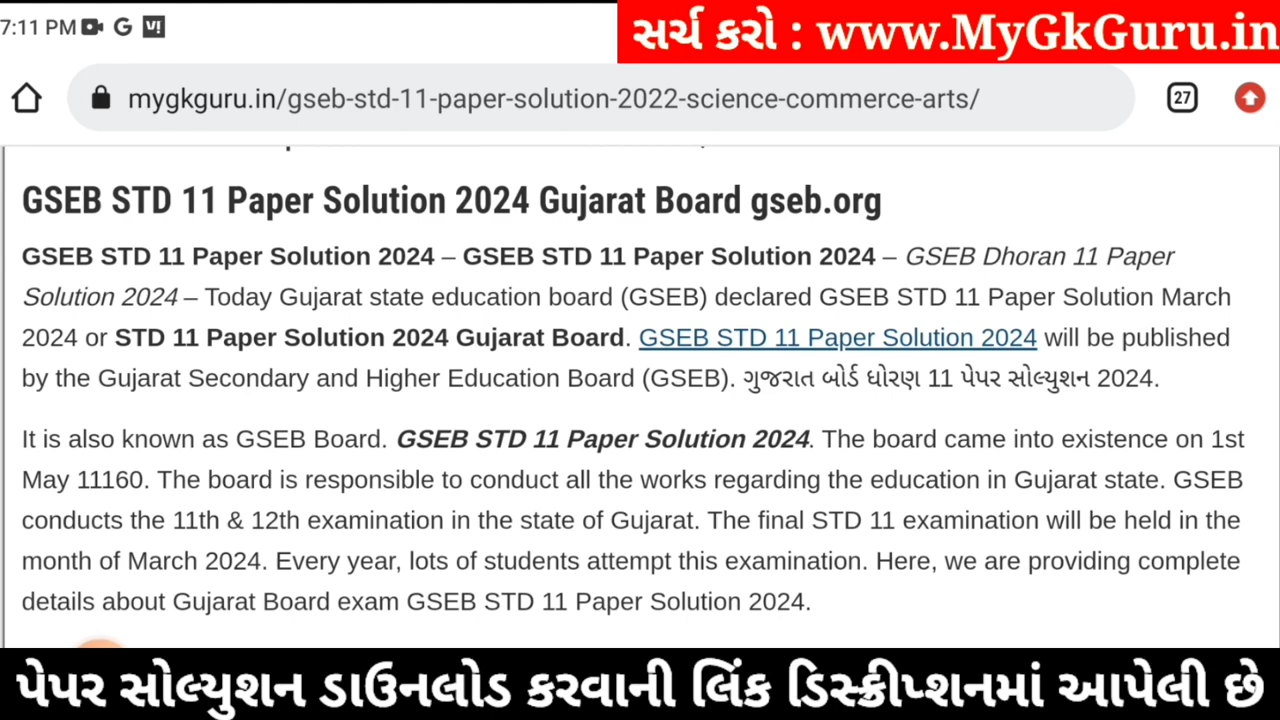 7:11 PM G V!
સર્ચ કરો : www.MyGkGuru.in
mygkguru.in/gseb-std-11-paper-solution-2022-science-commerce-arts/
27
GSEB STD 11 Paper Solution 2024 Gujarat Board gseb.org
GSEB STD 11 Paper Solution 2024 – GSEB STD 11 Paper Solution 2024 – GSEB Dhoran 11 Paper
Solution 2024 – Today Gujarat state education board (GSEB) declared GSEB STD 11 Paper Solution March
2024 or STD 11 Paper Solution 2024 Gujarat Board. GSEB STD 11 Paper Solution 2024 will be published
by the Gujarat Secondary and Higher Education Board (GSEB). ગુજરાત બોર્ડ ધોરણ 11 પેપર સોલ્યુશન 2024.
It is also known as GSEB Board. GSEB STD 11 Paper Solution 2024. The board came into existence on 1st
May 11160. The board is responsible to conduct all the works regarding the education in Gujarat state. GSEB
conducts the 11th & 12th examination in the state of Gujarat. The final STD 11 examination will be held in the
month of March 2024. Every year, lots of students attempt this examination. Here, we are providing complete
details about Gujarat Board exam GSEB STD 11 Paper Solution 2024.
પેપર સોલ્યુશન ડાઉનલોડ કરવાની લિંક ડિસ્ક્રીપ્શનમાં આપેલી છે